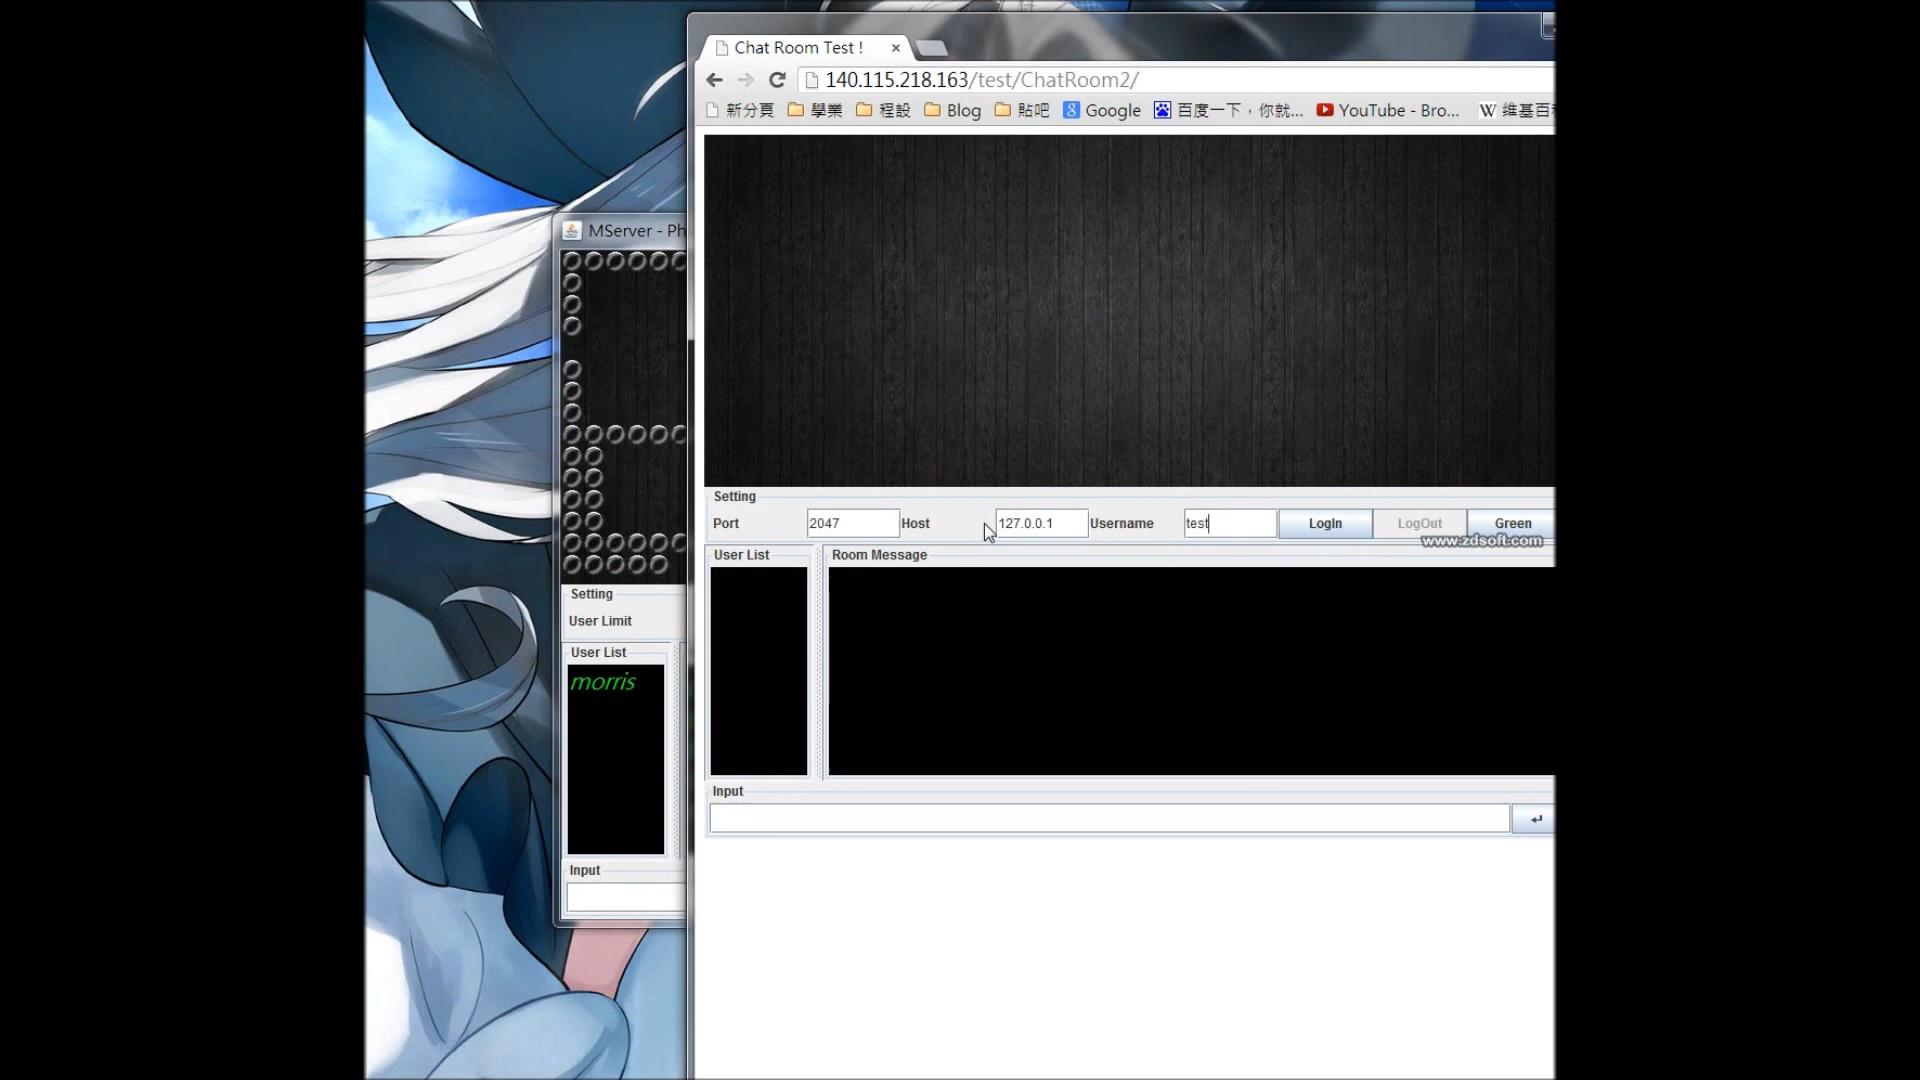 Chat Room Test !
140.115.218.163/test/ChatRoom2/
新分頁 學業 程設 Blog 貼吧 Google 百度一下，你就... YouTube - Bro... 維基百
MServer - Ph
Setting
Port 2047 Host 127.0.0.1 Username test LogIn LogOut Green
www.zdsoft.com
User List Room Message
Input
Setting
User Limit
User List
morris
Input